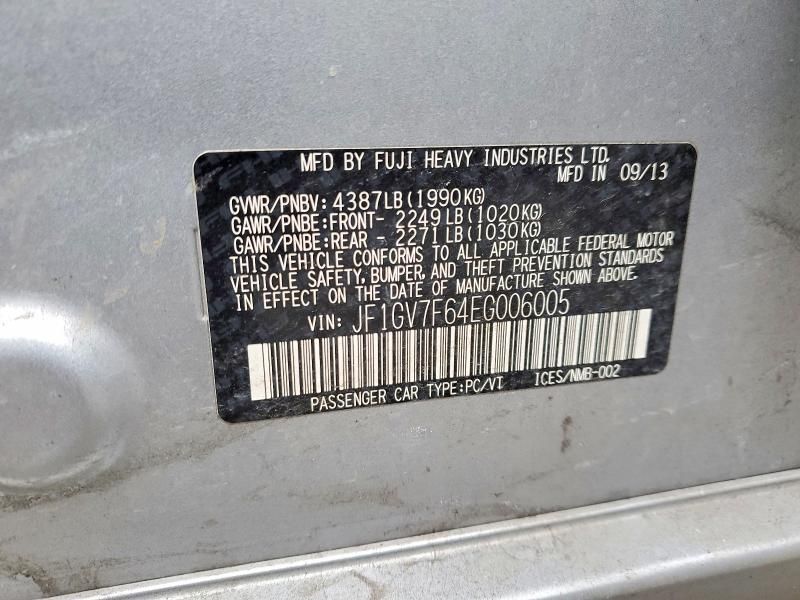 MFD BY FUJI HEAVY INDUSTRIES LTD.
MFD IN 09/13
GVWR/PNBV: 4387LB(1990KG)
GAWR/PNBE:FRONT- 2249LB(1020KG)
GAWR/PNBE:REAR - 2271LB(1030KG)
THIS VEHICLE CONFORMS TO ALL APPLICABLE FEDERAL MOTOR
VEHICLE SAFETY, BUMPER, AND THEFT PREVENTION STANDARDS
IN EFFECT ON THE DATE OF MANUFACTURE SHOWN ABOVE.
VIN: JF1GV7F64EG006005
PASSENGER CAR TYPE:PC/VT ICES/NMB-002